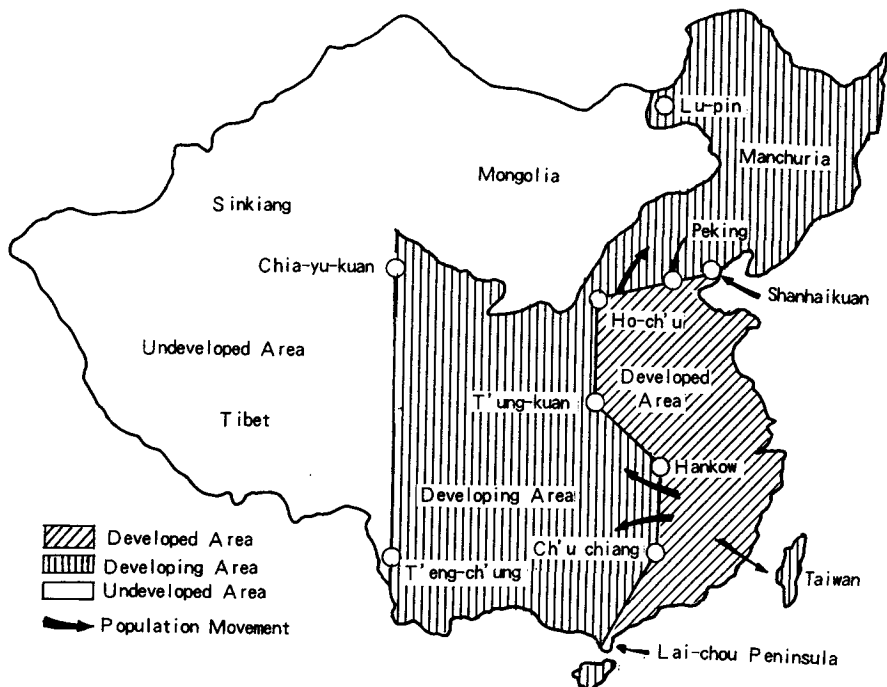 Lu-pin
Manchuria
Mongolia
Sinkiang
Peking
Chia-yu-kuan
Shanhaikuan
Ho-ch'u
Undeveloped Area
Developed
Area
T'ung-kuan
Tibet
Hankow
Developing Area
Developed Area
Ch'u chiang
Developing Area
T'eng-ch'ung
Taiwan
Undeveloped Area
Population Movement
Lai-chou Peninsula